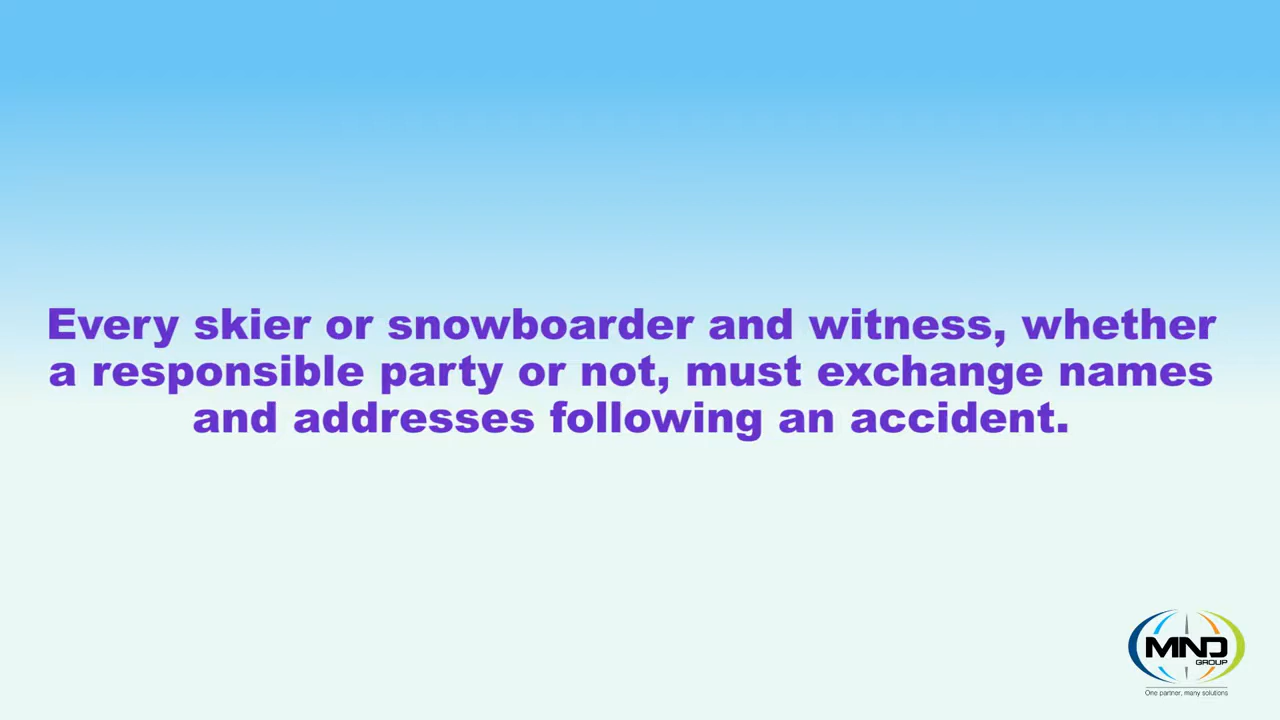 Every skier or snowboarder and witness, whether
a responsible party or not, must exchange names
and addresses following an accident.
MND
GROUP
One partner, many solutions